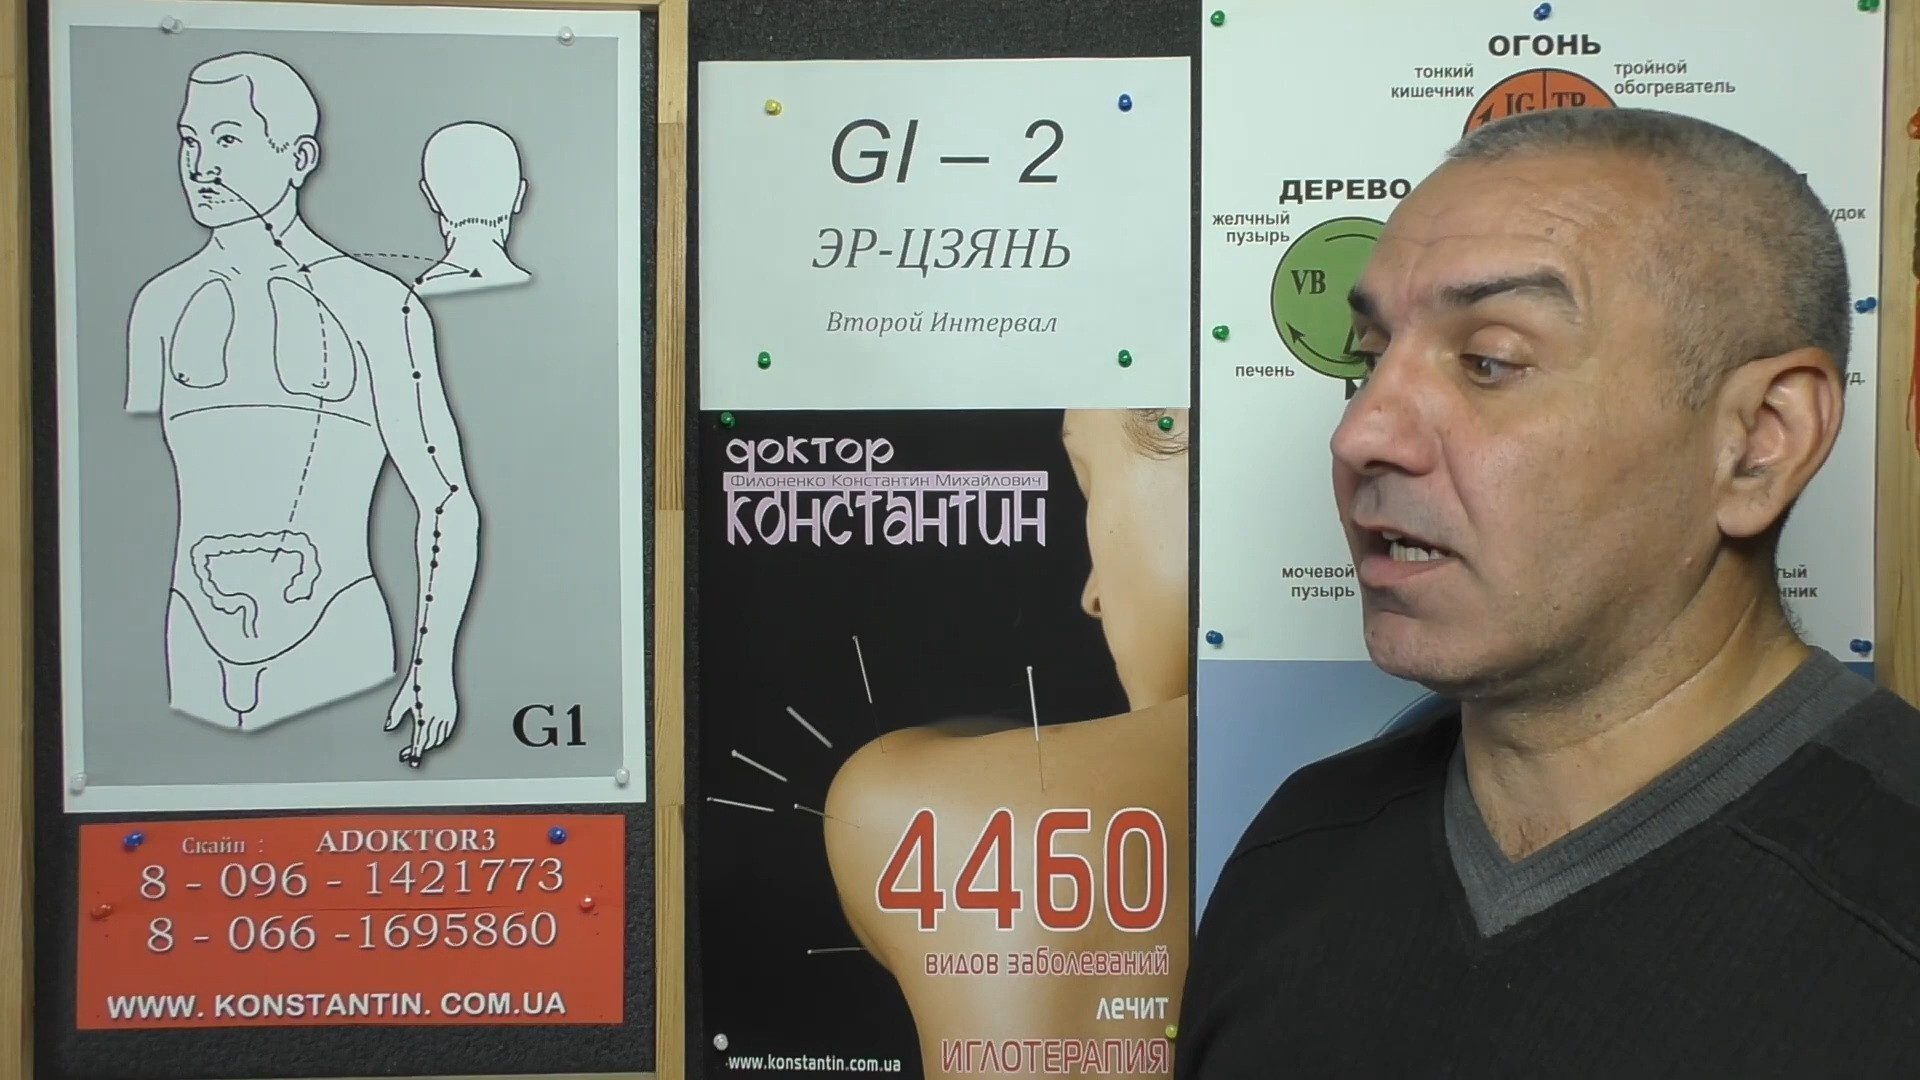 G1
Скайп : ADOKTOR3
8 - 096 - 1421773
8 - 066 -1695860
WWW. KONSTANTIN. COM.UA
GI – 2
ЭР-ЦЗЯНЬ
Второй Интервал
доктор
Филоненко Константин Михайлович
константин
4460
видов заболеваний
лечит
ИГЛОТЕРАПИЯ
www.konstantin.com.ua
ОГОНЬ
тонкий
кишечник
тройной
обогреватель
IG TR
ДЕРЕВО
желчный
пузырь
VB
печень
мочевой
пузырь